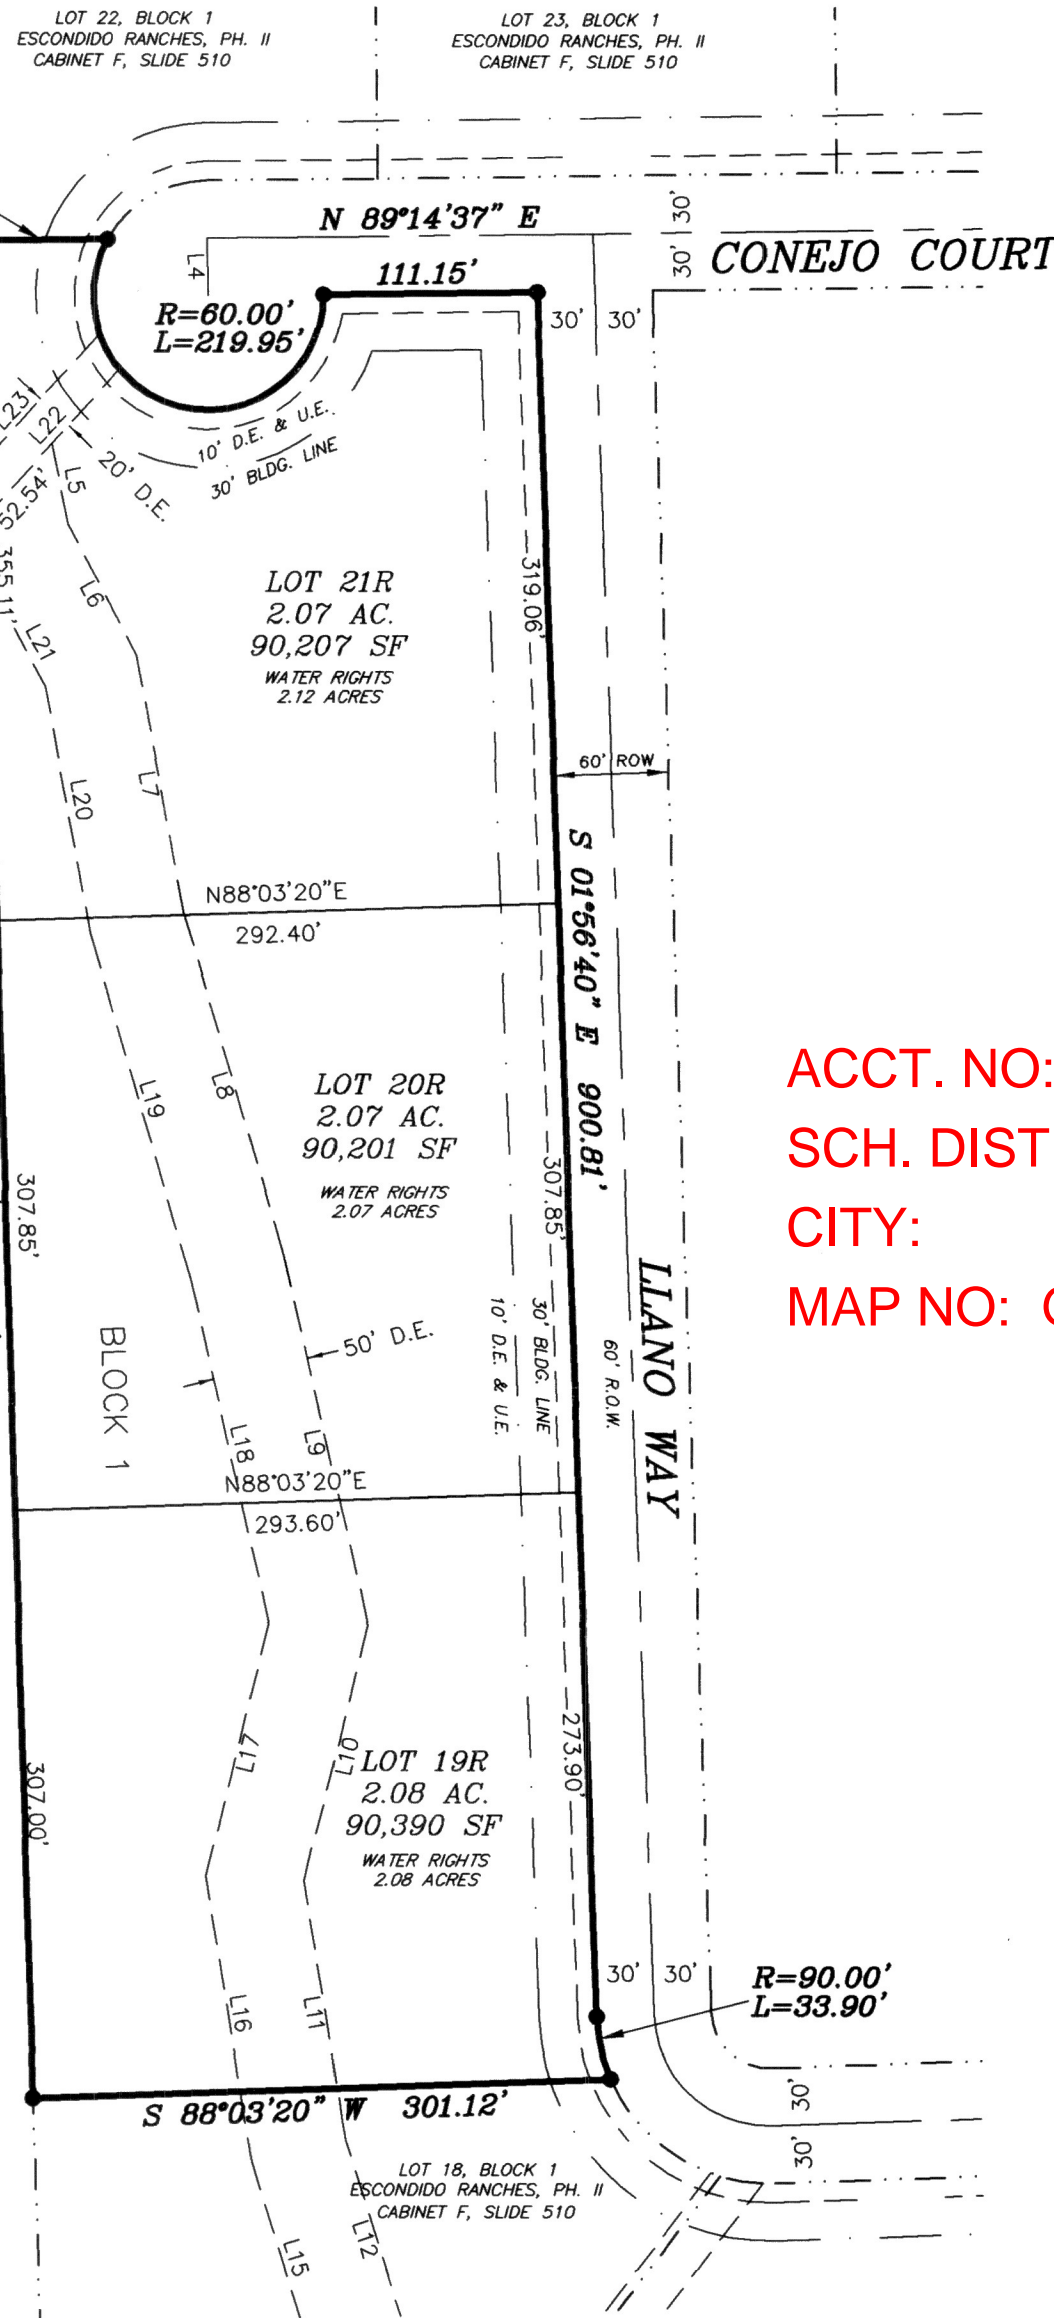 LOT 22, BLOCK 1
ESCONDIDO RANCHES, PH. II
CABINET F, SLIDE 510
LOT 23, BLOCK 1
ESCONDIDO RANCHES, PH. II
CABINET F, SLIDE 510
N 89°14'37" E
111.15'
30'
30'
CONEJO COURT
L4
R=60.00'
L=219.95'
30'
30'
10' D.E. & U.E.
30' BLDG. LINE
L23
L22
20' D.E.
52.54'
L5
355.11'
L6
L21
319.06'
LOT 21R
2.07 AC.
90,207 SF
WATER RIGHTS
2.12 ACRES
L7
L20
60' ROW
S 01°56'40" E 900.81'
N88°03'20"E
292.40'
L8
L19
LOT 20R
2.07 AC.
90,201 SF
WATER RIGHTS
2.07 ACRES
307.85'
307.85'
ACCT. NO:
SCH. DIST
CITY:
MAP NO:
LLANO WAY
60' R.O.W.
30' BLDG. LINE
10' D.E. & U.E.
50' D.E.
BLOCK 1
L18
L9
N88°03'20"E
293.60'
L17
L10
273.90'
307.00'
LOT 19R
2.08 AC.
90,390 SF
WATER RIGHTS
2.08 ACRES
L16
L11
30'
30'
R=90.00'
L=33.90'
S 88°03'20" W 301.12'
30'
30'
LOT 18, BLOCK 1
ESCONDIDO RANCHES, PH. II
CABINET F, SLIDE 510
L15
L12